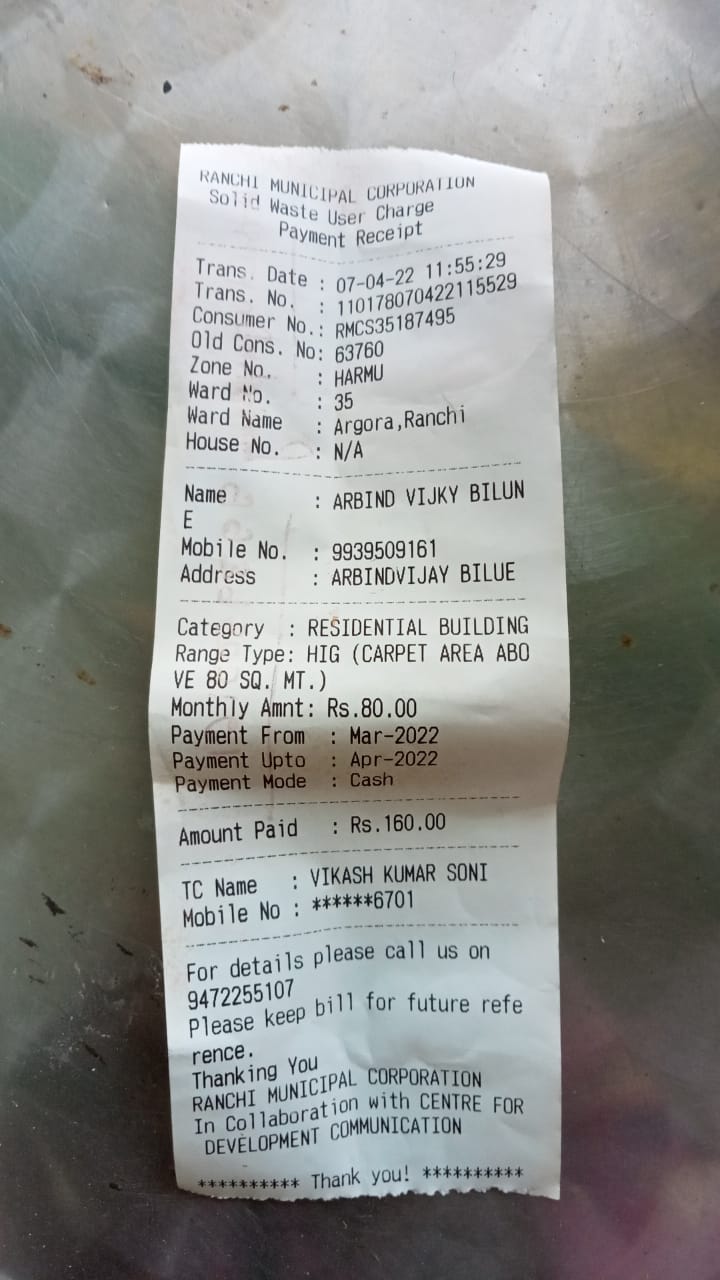 RANCHI MUNICIPAL CORPORATION
Solid Waste User Charge
Payment Receipt
Trans. Date : 07-04-22 11:55:29
Trans. No. : 110178070422115529
Consumer No.: RMCS35187495
Old Cons. No: 63760
Zone No. : HARMU
Ward No. : 35
Ward Name : Argora,Ranchi
House No. : N/A
Name : ARBIND VIJKY BILUN
E
Mobile No. : 9939509161
Address : ARBINDVIJAY BILUE
Category : RESIDENTIAL BUILDING
Range Type: HIG (CARPET AREA ABO
VE 80 SQ. MT.)
Monthly Amnt: Rs.80.00
Payment From : Mar-2022
Payment Upto : Apr-2022
Payment Mode : Cash
Amount Paid : Rs.160.00
TC Name : VIKASH KUMAR SONI
Mobile No : ******6701
For details please call us on
9472255107
Please keep bill for future refe
rence.
Thanking You
RANCHI MUNICIPAL CORPORATION
In Collaboration with CENTRE FOR
DEVELOPMENT COMMUNICATION
********** Thank you! **********